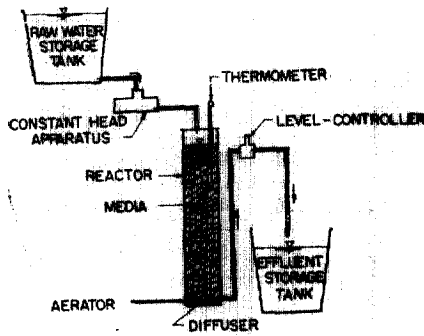 RAW WATER
STORAGE
TANK
THERMOMETER
CONSTANT HEAD
APPARATUS
LEVEL-CONTROLLER
REACTOR
MEDIA
EFFLUENT
STORAGE
TANK
AERATOR
DIFFUSER